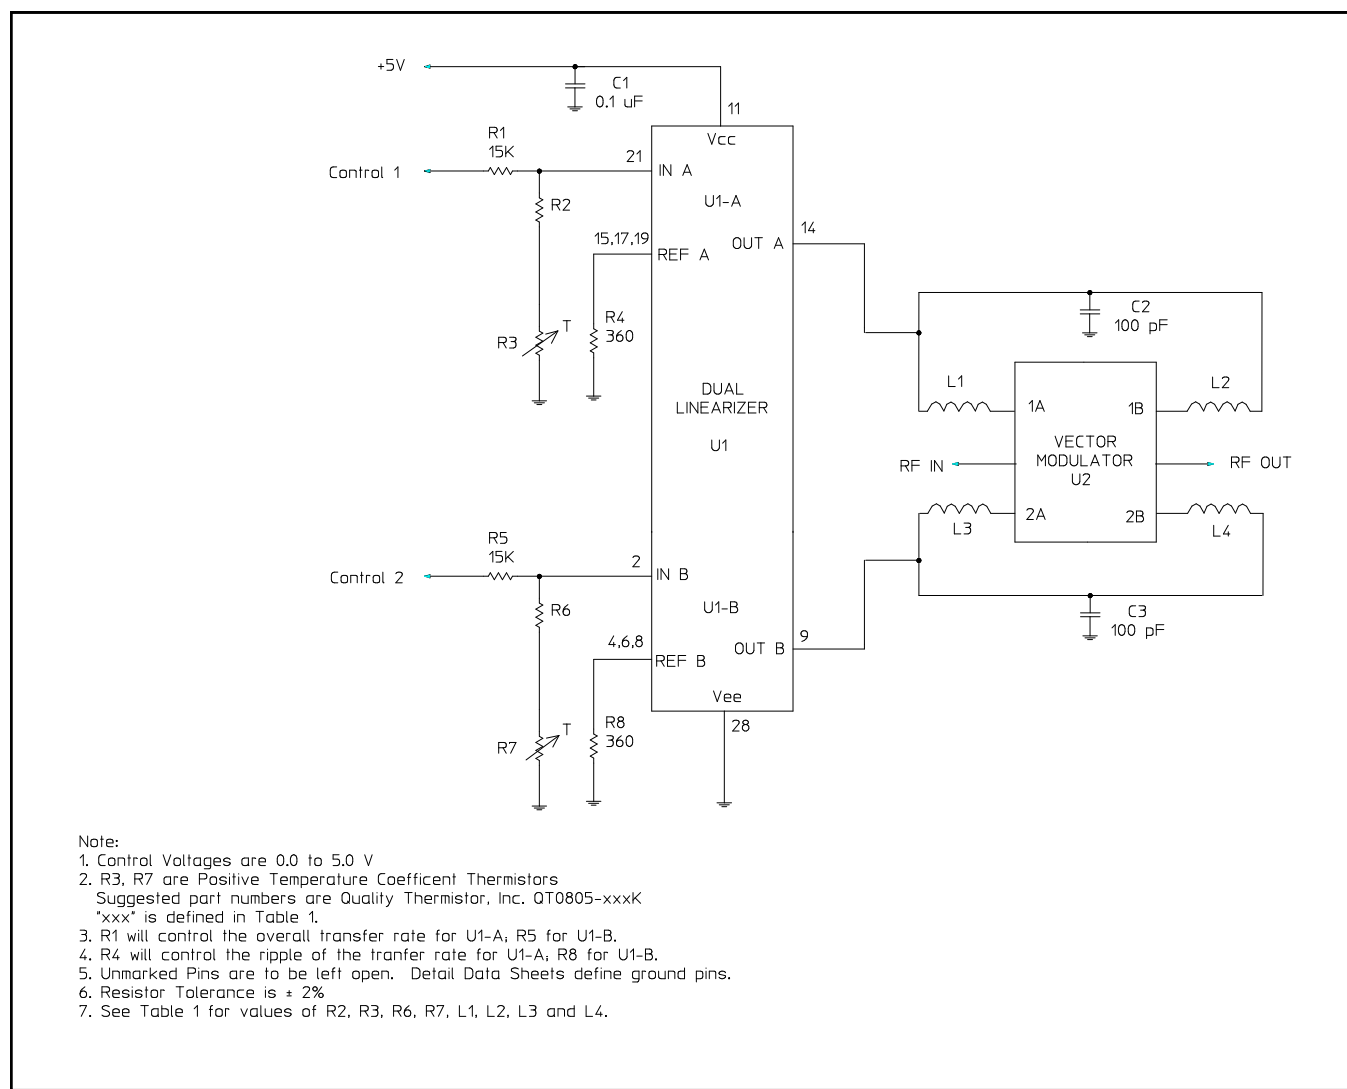 +5V
C1
0.1 uF
11
Vcc
R1
15K
21
Control 1
IN A
R2
U1-A
15,17,19
REF A
OUT A
14
R4
360
T
R3
C2
100 pF
DUAL
LINEARIZER
U1
L1
L2
1A
1B
VECTOR
MODULATOR
U2
RF IN
RF OUT
2A
2B
L3
L4
R5
15K
2
Control 2
IN B
R6
U1-B
4,6,8
REF B
OUT B
9
C3
100 pF
Vee
28
R8
360
T
R7
Note:
1. Control Voltages are 0.0 to 5.0 V
2. R3, R7 are Positive Temperature Coefficent Thermistors
Suggested part numbers are Quality Thermistor, Inc. QT0805-xxxK
"xxx" is defined in Table 1.
3. R1 will control the overall transfer rate for U1-A; R5 for U1-B.
4. R4 will control the ripple of the tranfer rate for U1-A; R8 for U1-B.
5. Unmarked Pins are to be left open. Detail Data Sheets define ground pins.
6. Resistor Tolerance is ± 2%
7. See Table 1 for values of R2, R3, R6, R7, L1, L2, L3 and L4.